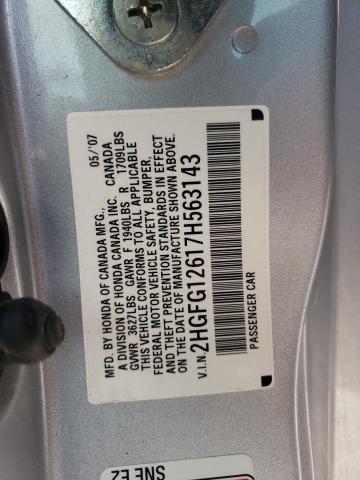 MFD. BY HONDA OF CANADA MFG., 05/'07
A DIVISION OF HONDA CANADA INC. CANADA
GVWR 3627LBS GAWR F 1940LBS R 1709LBS
THIS VEHICLE CONFORMS TO ALL APPLICABLE
FEDERAL MOTOR VEHICLE SAFETY, BUMPER,
AND THEFT PREVENTION STANDARDS IN EFFECT
ON THE DATE OF MANUFACTURE SHOWN ABOVE.
V.I.N. 2HGFG12617H563143
PASSENGER CAR
SNE EZ